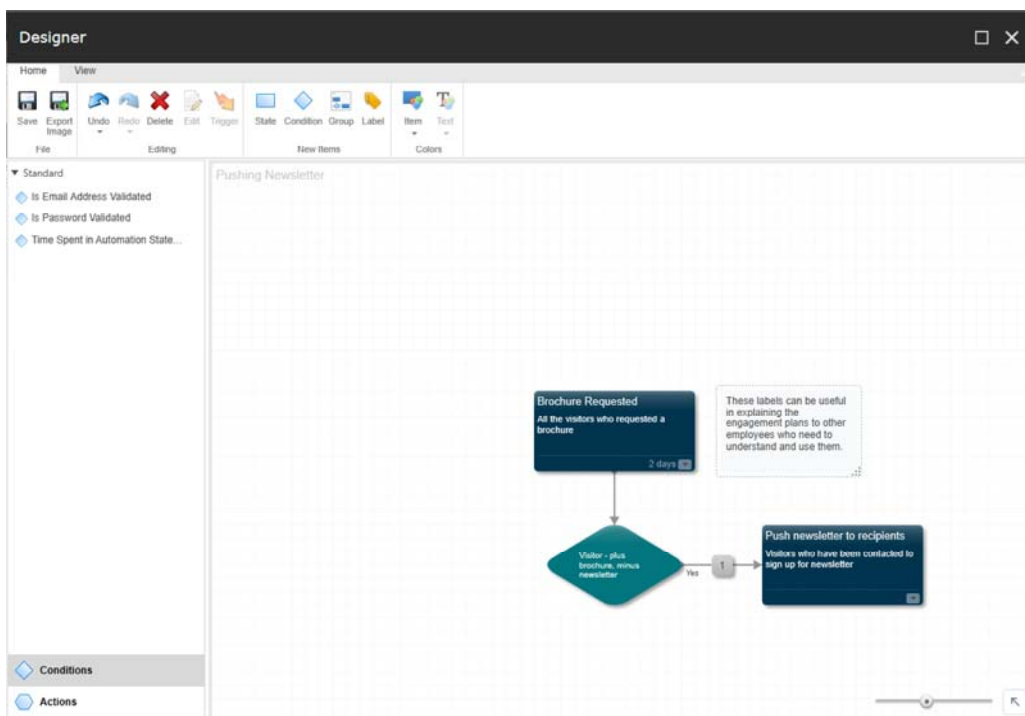 Designer
Home View
Save Export Image Undo Redo Delete Edit Trigger State Condition Group Label Item Text
File Editing New Items Colors
Standard
Is Email Address Validated
Is Password Validated
Time Spent in Automation State...
Pushing Newsletter
Brochure Requested
All the visitors who requested a
brochure
2 days
These labels can be useful
in explaining the
engagement plans to other
employees who need to
understand and use them.
Visitor - plus
brochure, minus
newsletter
Yes
1
Push newsletter to recipients
Visitors who have been contacted to
sign up for newsletter
Conditions
Actions